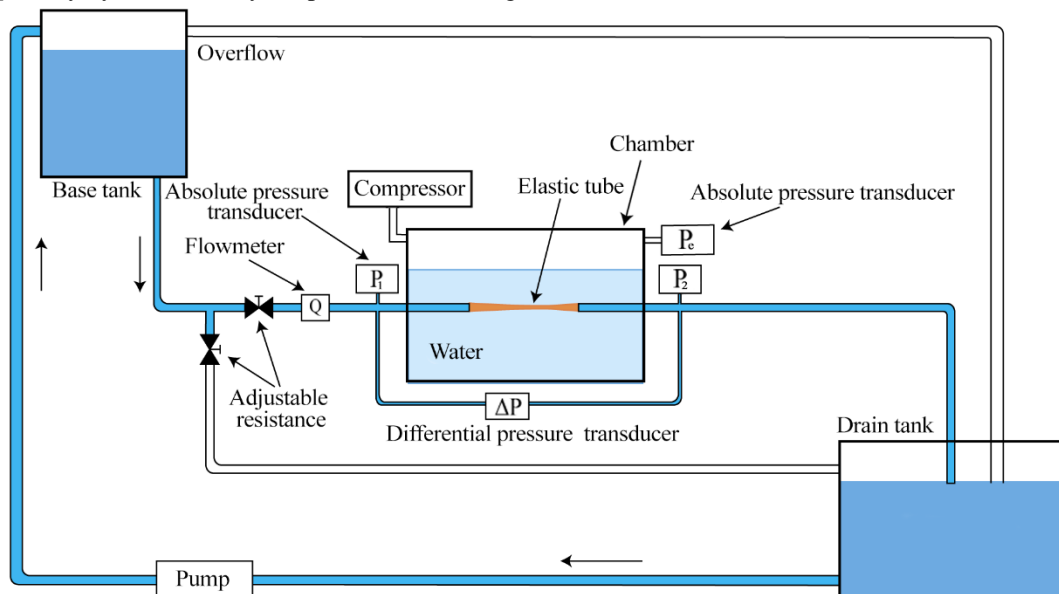 Overflow
Base tank
Chamber
Compressor
Elastic tube
Absolute pressure
transducer
Absolute pressure transducer
Flowmeter
P₁
Pₑ
P₂
Q
Water
Adjustable
resistance
ΔP
Differential pressure transducer
Drain tank
Pump